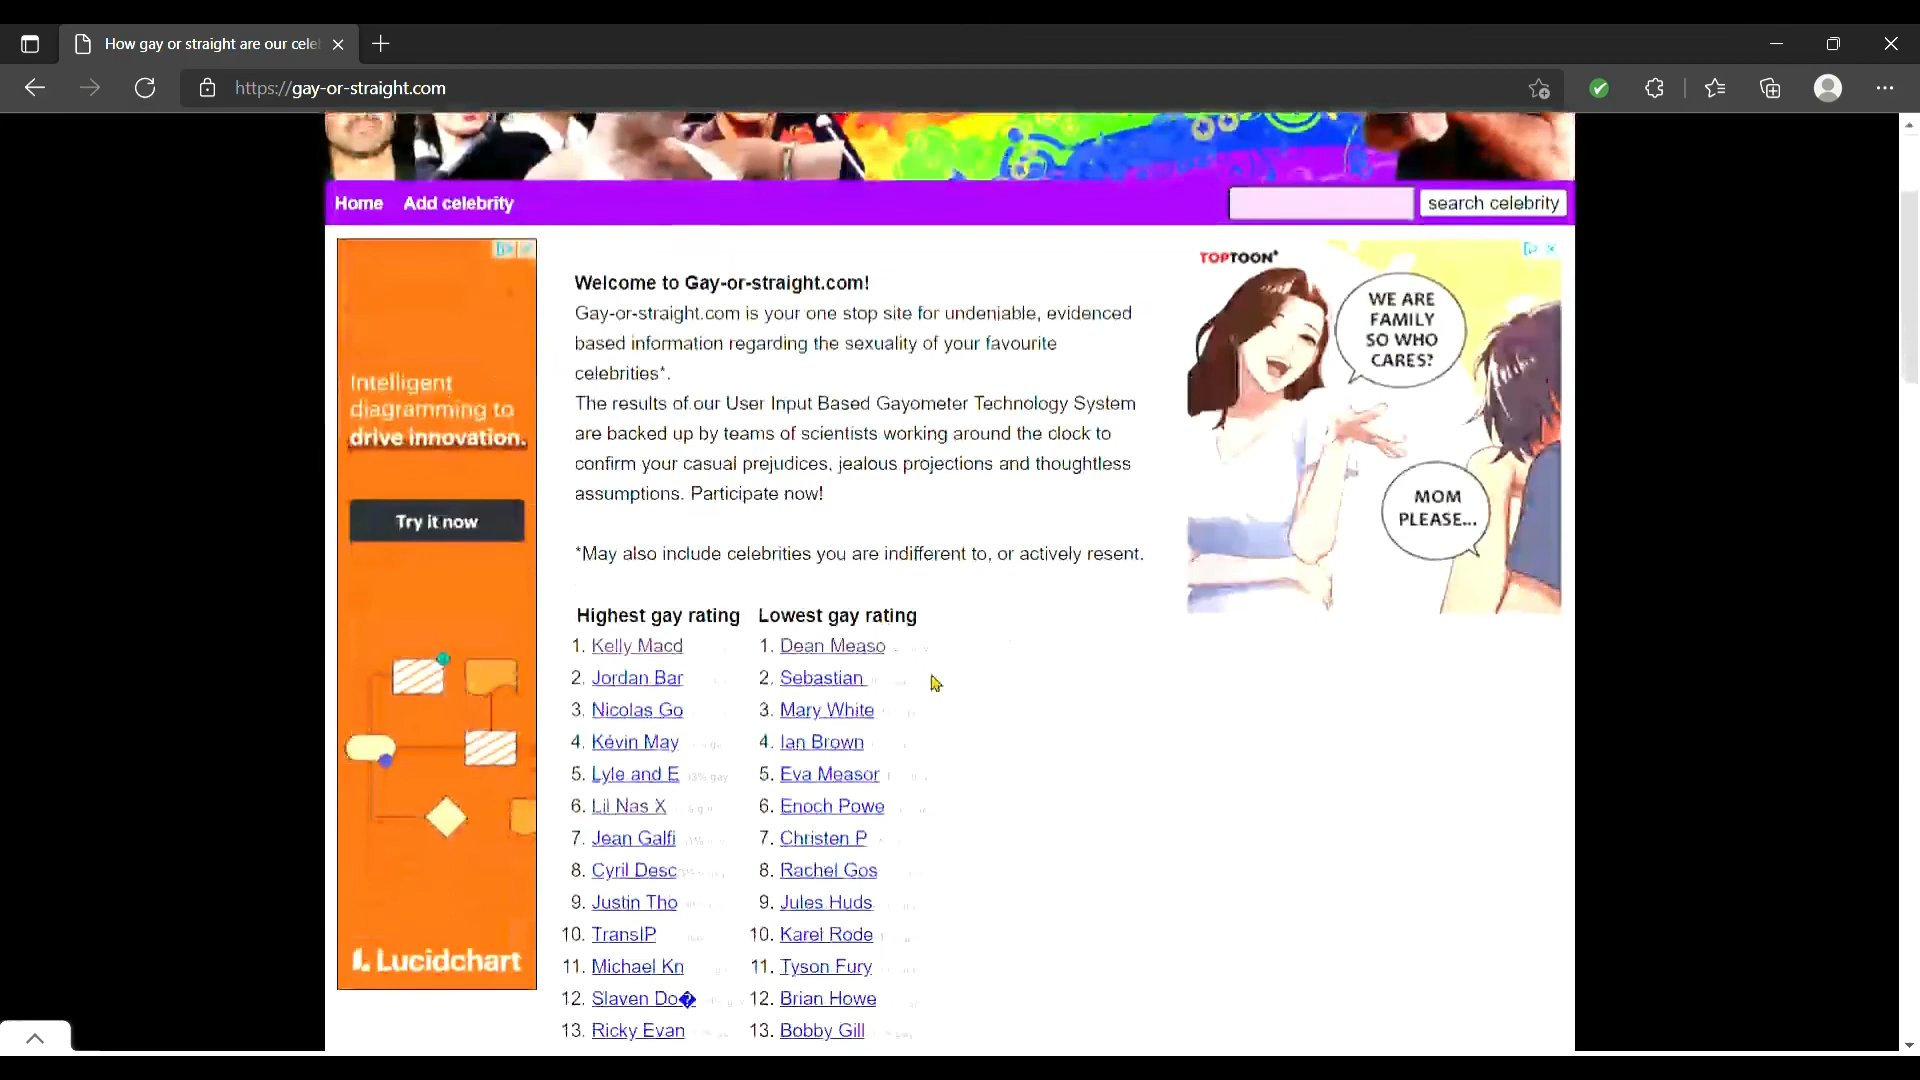 How gay or straight are our cele
https://gay-or-straight.com
Home Add celebrity
search celebrity
Intelligent
diagramming to
drive innovation.
Try it now
Lucidchart
Welcome to Gay-or-straight.com!
Gay-or-straight.com is your one stop site for undeniable, evidenced
based information regarding the sexuality of your favourite
celebrities*.
The results of our User Input Based Gayometer Technology System
are backed up by teams of scientists working around the clock to
confirm your casual prejudices, jealous projections and thoughtless
assumptions. Participate now!
*May also include celebrities you are indifferent to, or actively resent.
Highest gay rating
1. Kelly Macd
2. Jordan Bar
3. Nicolas Go
4. Kévin May
5. Lyle and E
6. Lil Nas X
7. Jean Galfi
8. Cyril Desc
9. Justin Tho
10. TransIP
11. Michael Kn
12. Slaven Do�
13. Ricky Evan
Lowest gay rating
1. Dean Measo
2. Sebastian
3. Mary White
4. Ian Brown
5. Eva Measor
6. Enoch Powe
7. Christen P
8. Rachel Gos
9. Jules Huds
10. Karel Rode
11. Tyson Fury
12. Brian Howe
13. Bobby Gill
TOPTOON+
WE ARE
FAMILY
SO WHO
CARES?
MOM
PLEASE...